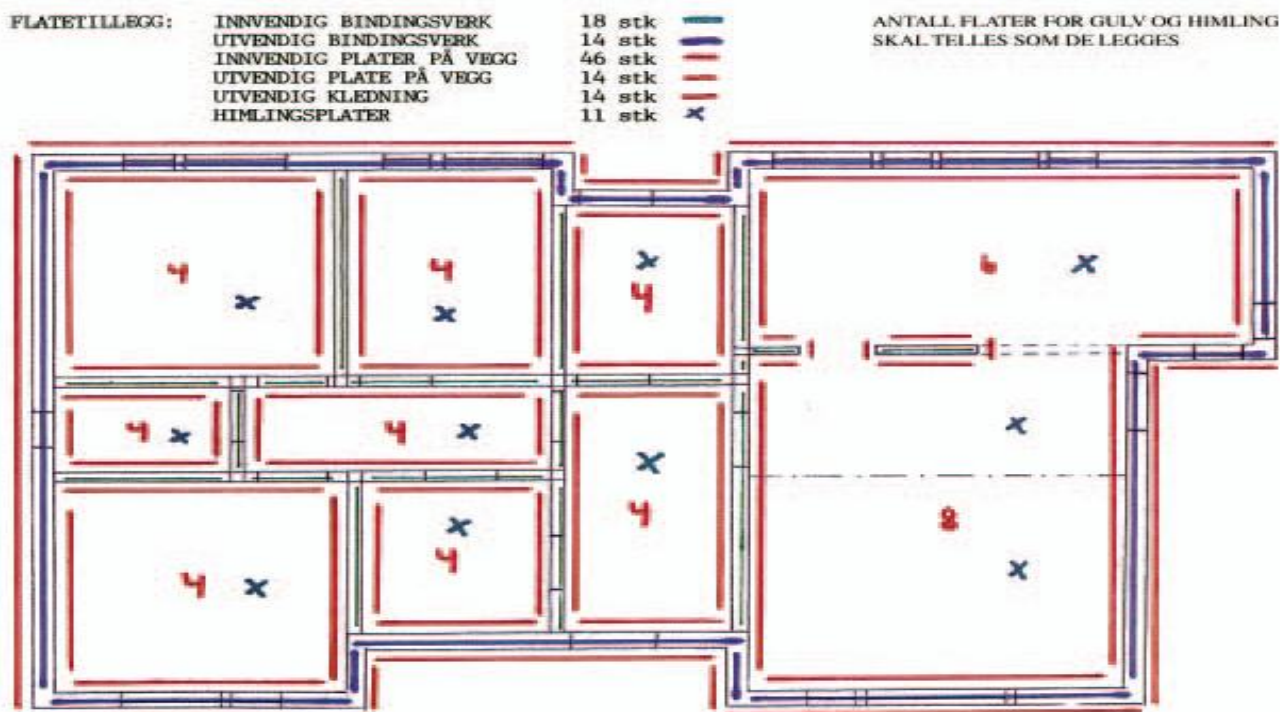 FLATETILLEGG: INNVENDIG BINDINGSVERK 18 stk
UTVENDIG BINDINGSVERK 14 stk
INNVENDIG PLATER PÅ VEGG 46 stk
UTVENDIG PLATE PÅ VEGG 14 stk
UTVENDIG KLEDNING 14 stk
HIMLINGSPLATER 11 stk x
ANTALL FLATER FOR GULV OG HIMLING
SKAL TELLES SOM DE LEGGES
4 x
4 x
x 4
6 x
4 x
4 x
x 4
x
8 x
4 x
x 4